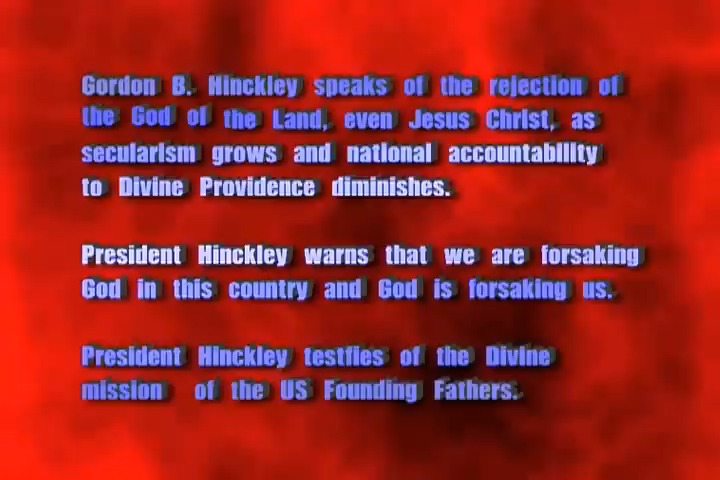 Gordon B. Hinckley speaks of the rejection of
the God of the Land, even Jesus Christ, as
secularism grows and national accountability
to Divine Providence diminishes.
President Hinckley warns that we are forsaking
God in this country and God is forsaking us.
President Hinckley testfies of the Divine
mission of the US Founding Fathers.